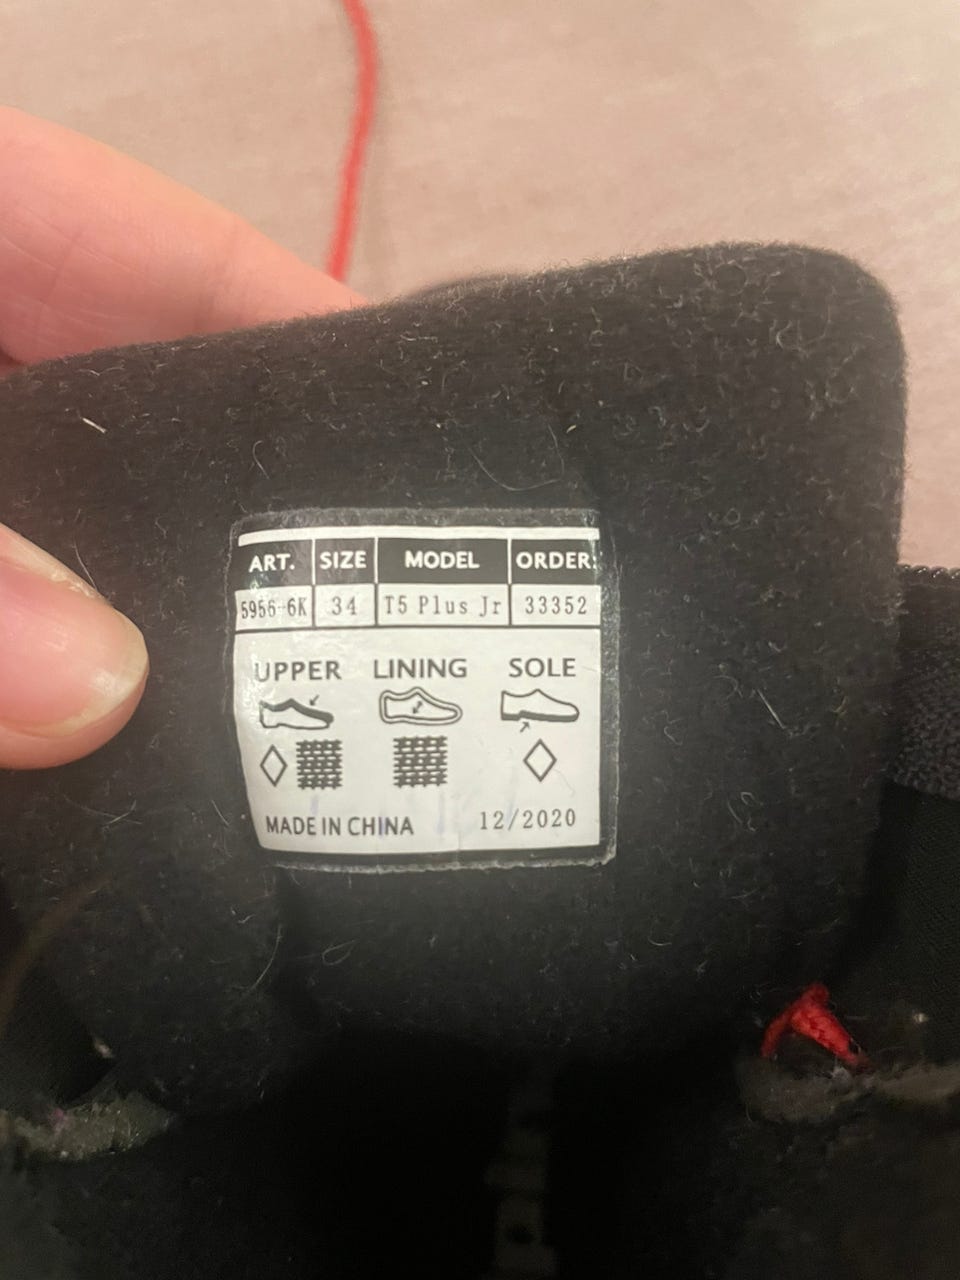 ART. SIZE MODEL ORDER:
5956-6K 34 T5 Plus Jr 33352
UPPER LINING SOLE
MADE IN CHINA 12/2020